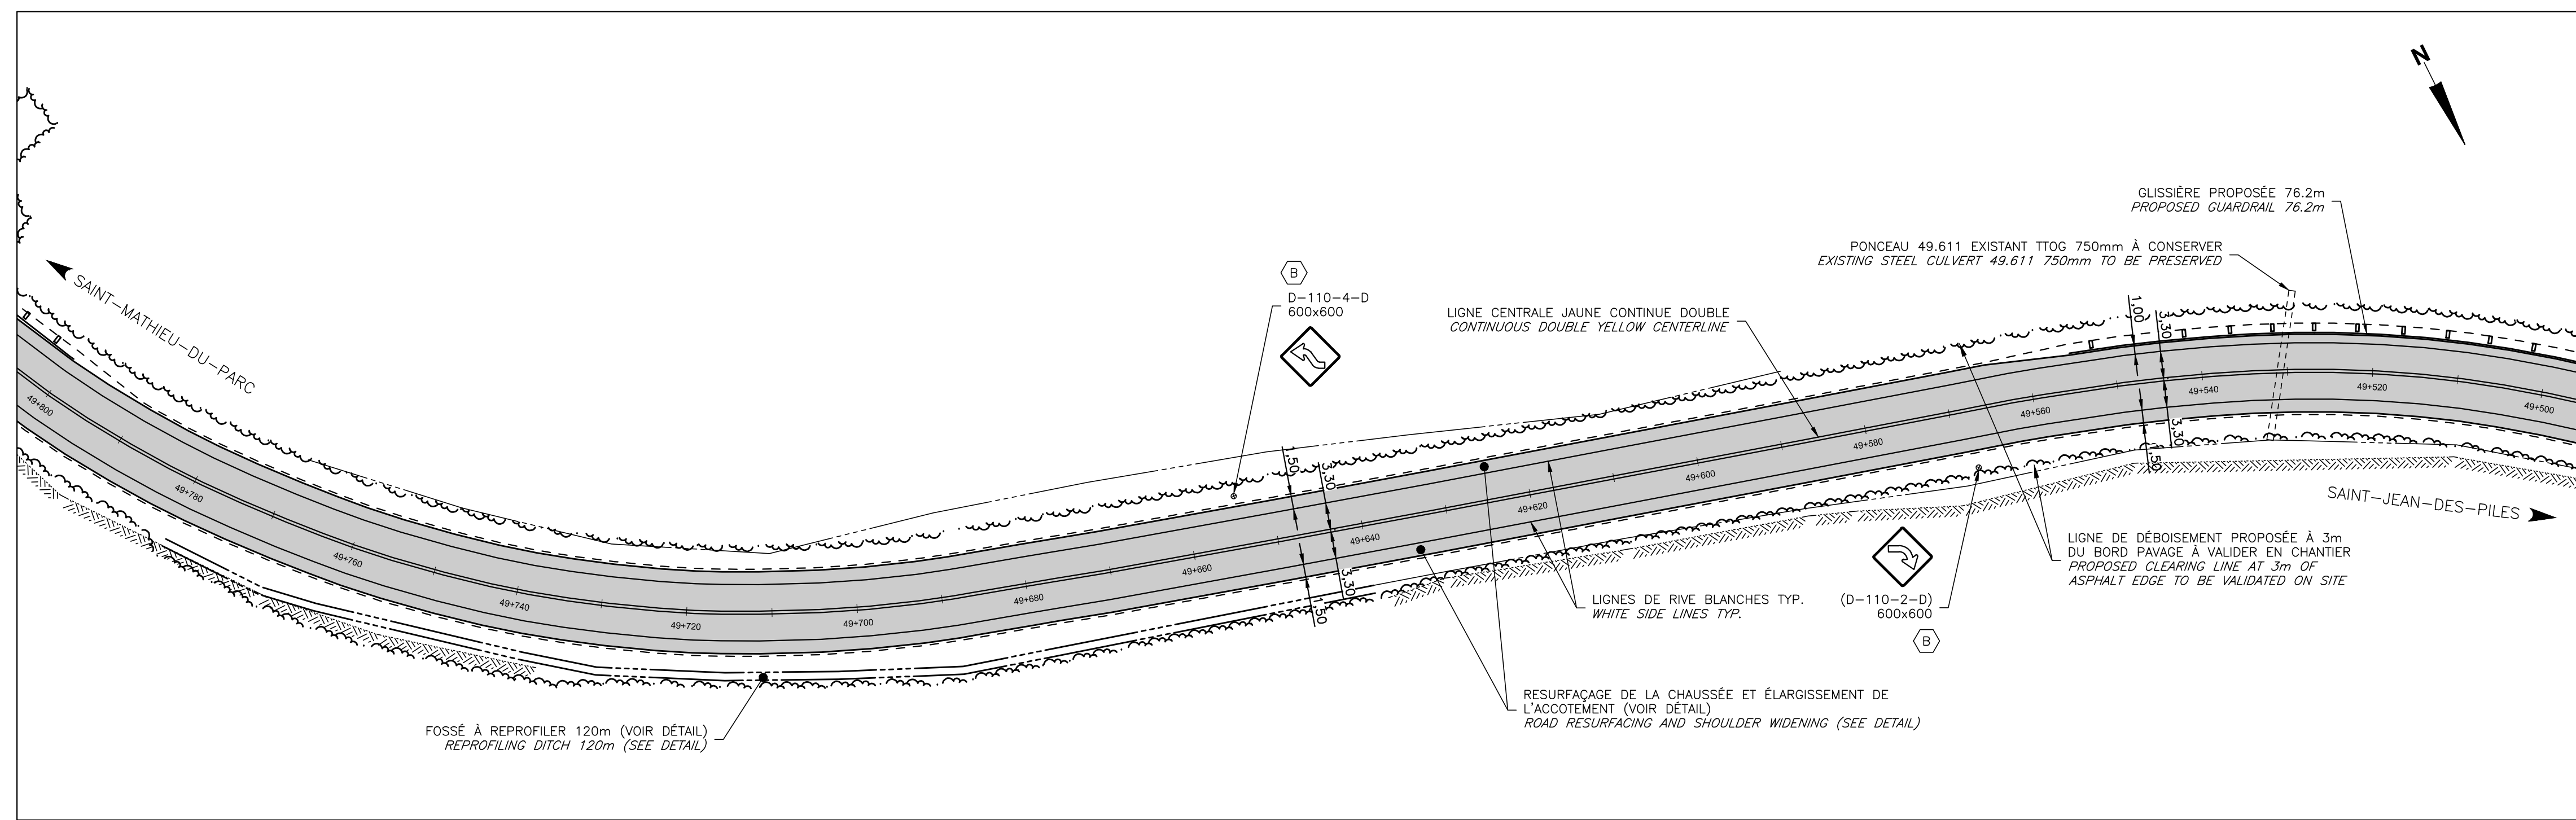 N
GLISSIÈRE PROPOSÉE 76.2m
PROPOSED GUARDRAIL 76.2m
PONCEAU 49.611 EXISTANT TTOG 750mm À CONSERVER
EXISTING STEEL CULVERT 49.611 750mm TO BE PRESERVED
SAINT-MATHIEU-DU-PARC
B
D-110-4-D
600x600
LIGNE CENTRALE JAUNE CONTINUE DOUBLE
CONTINUOUS DOUBLE YELLOW CENTERLINE
1,00
3,30
3,30
1,50
1,50
3,30
3,30
1,50
49+800
49+780
49+760
49+740
49+720
49+700
49+680
49+660
49+640
49+620
49+600
49+580
49+560
49+540
49+520
49+500
SAINT-JEAN-DES-PILES
LIGNE DE DÉBOISEMENT PROPOSÉE À 3m
DU BORD PAVAGE À VALIDER EN CHANTIER
PROPOSED CLEARING LINE AT 3m OF
ASPHALT EDGE TO BE VALIDATED ON SITE
LIGNES DE RIVE BLANCHES TYP.
WHITE SIDE LINES TYP.
(D-110-2-D)
600x600
B
RESURFAÇAGE DE LA CHAUSSÉE ET ÉLARGISSEMENT DE
L'ACCOTEMENT (VOIR DÉTAIL)
ROAD RESURFACING AND SHOULDER WIDENING (SEE DETAIL)
FOSSÉ À REPROFILER 120m (VOIR DÉTAIL)
REPROFILING DITCH 120m (SEE DETAIL)